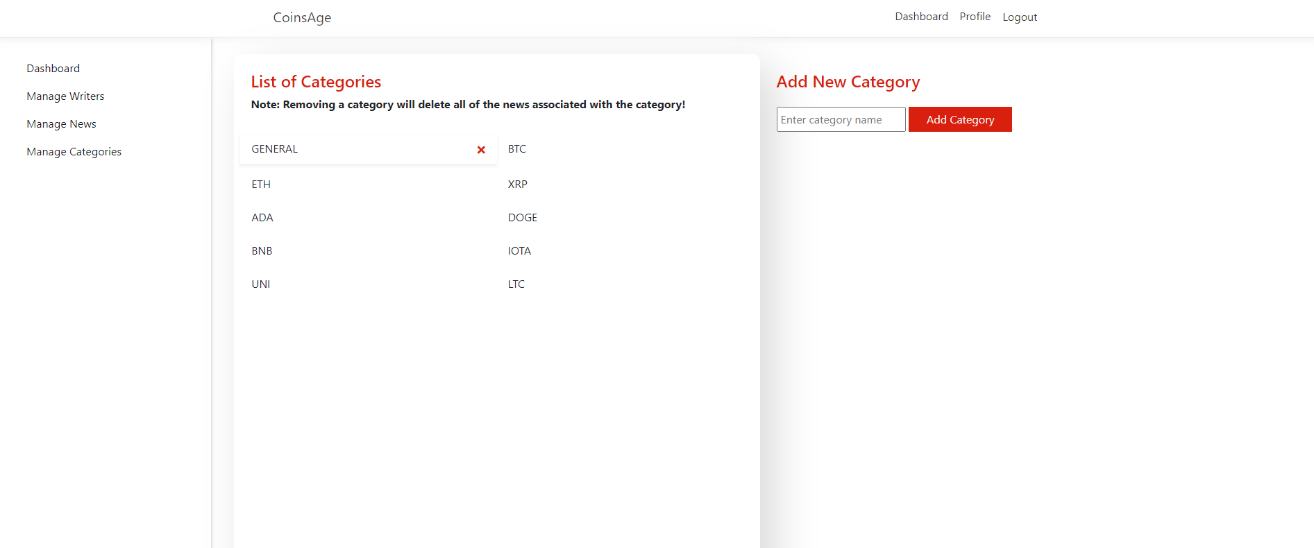 CoinsAge
Dashboard Profile Logout
Dashboard
Manage Writers
Manage News
Manage Categories
List of Categories
Note: Removing a category will delete all of the news associated with the category!
GENERAL
BTC
ETH
XRP
ADA
DOGE
BNB
IOTA
UNI
LTC
Add New Category
Enter category name
Add Category